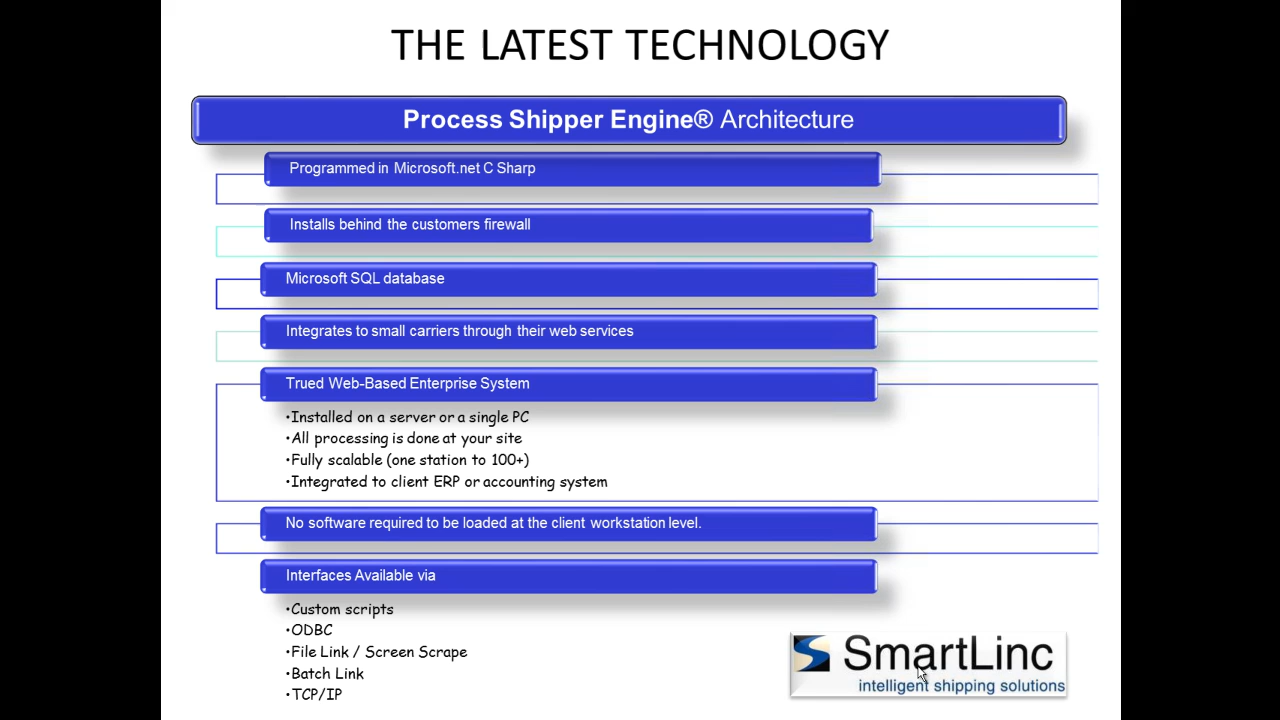 THE LATEST TECHNOLOGY
Process Shipper Engine® Architecture
Programmed in Microsoft.net C Sharp
Installs behind the customers firewall
Microsoft SQL database
Integrates to small carriers through their web services
Trued Web-Based Enterprise System
•Installed on a server or a single PC
•All processing is done at your site
•Fully scalable (one station to 100+)
•Integrated to client ERP or accounting system
No software required to be loaded at the client workstation level.
Interfaces Available via
•Custom scripts
•ODBC
•File Link / Screen Scrape
•Batch Link
•TCP/IP
SmartLinc
intelligent shipping solutions